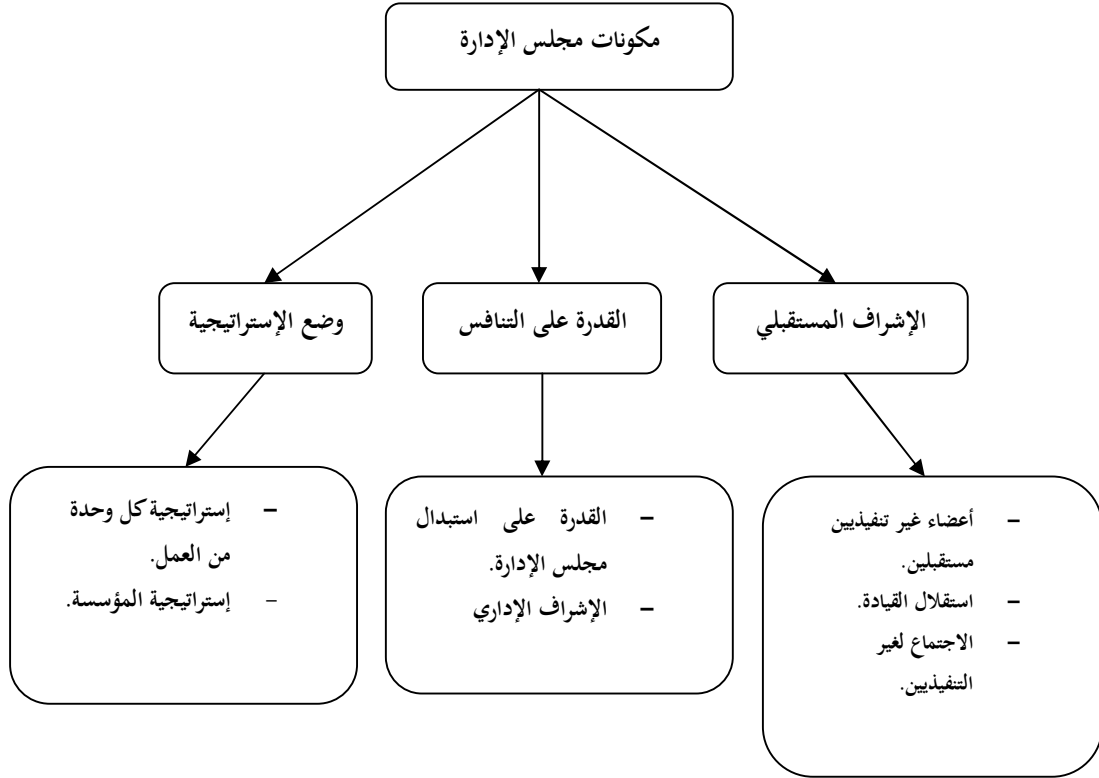 مكونات مجلس الإدارة
الإشراف المستقبلي
القدرة على التنافس
وضع الإستراتيجية
– أعضاء غير تنفيذيين
مستقبلين.
– استقلال القيادة.
– الاجتماع لغير
التنفيذيين.
– القدرة على استبدال
مجلس الإدارة.
– الإشراف الإداري
– إستراتيجية كل وحدة
من العمل.
– إستراتيجية المؤسسة.